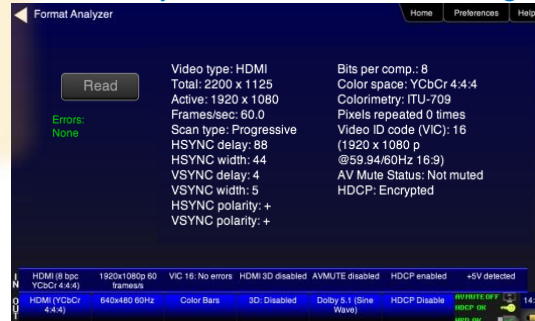 Format Analyzer
Home
Preferences
Help
Read
Errors:
None
Video type: HDMI
Total: 2200 x 1125
Active: 1920 x 1080
Frames/sec: 60.0
Scan type: Progressive
HSYNC delay: 88
HSYNC width: 44
VSYNC delay: 4
VSYNC width: 5
HSYNC polarity: +
VSYNC polarity: +
Bits per comp.: 8
Color space: YCbCr 4:4:4
Colorimetry: ITU-709
Pixels repeated 0 times
Video ID code (VIC): 16
(1920 x 1080 p
@59.94/60Hz 16:9)
AV Mute Status: Not muted
HDCP: Encrypted
IN
HDMI (8 bpc
YCbCr 4:4:4)
1920x1080p 60
frames/s
VIC 16: No errors
HDMI 3D disabled
AVMUTE disabled
HDCP enabled
+5V detected
OUT
HDMI (YCbCr
4:4:4)
640x480 60Hz
Color Bars
3D: Disabled
Dolby 5.1 (Sine
Wave)
HDCP Disable
AVMUTE OFF
HDCP OK
14: